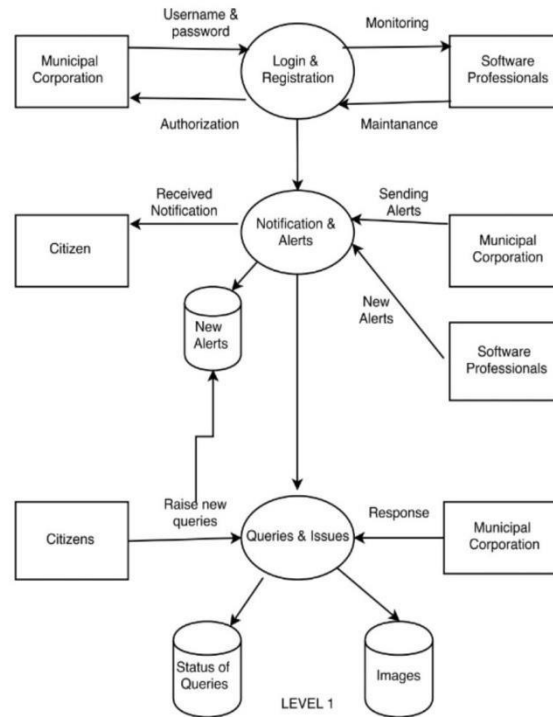 Username &
password
Monitoring
Municipal
Corporation
Login &
Registration
Software
Professionals
Authorization
Maintanance
Received
Notification
Sending
Alerts
Citizen
Notification &
Alerts
Municipal
Corporation
New
Alerts
New
Alerts
Software
Professionals
Raise new
queries
Response
Citizens
Queries & Issues
Municipal
Corporation
Status of
Queries
Images
LEVEL 1